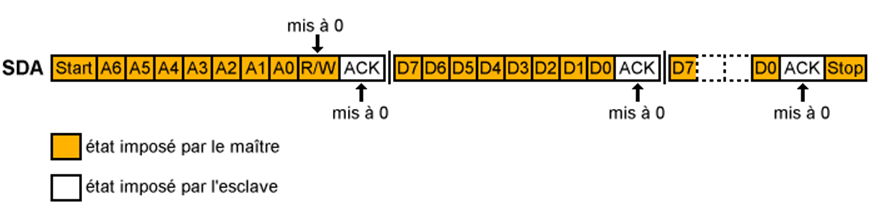 mis à 0
SDA Start A6 A5 A4 A3 A2 A1 A0 R/W ACK D7 D6 D5 D4 D3 D2 D1 D0 ACK D7 D0 ACK Stop
mis à 0 mis à 0 mis à 0
état imposé par le maître
état imposé par l'esclave